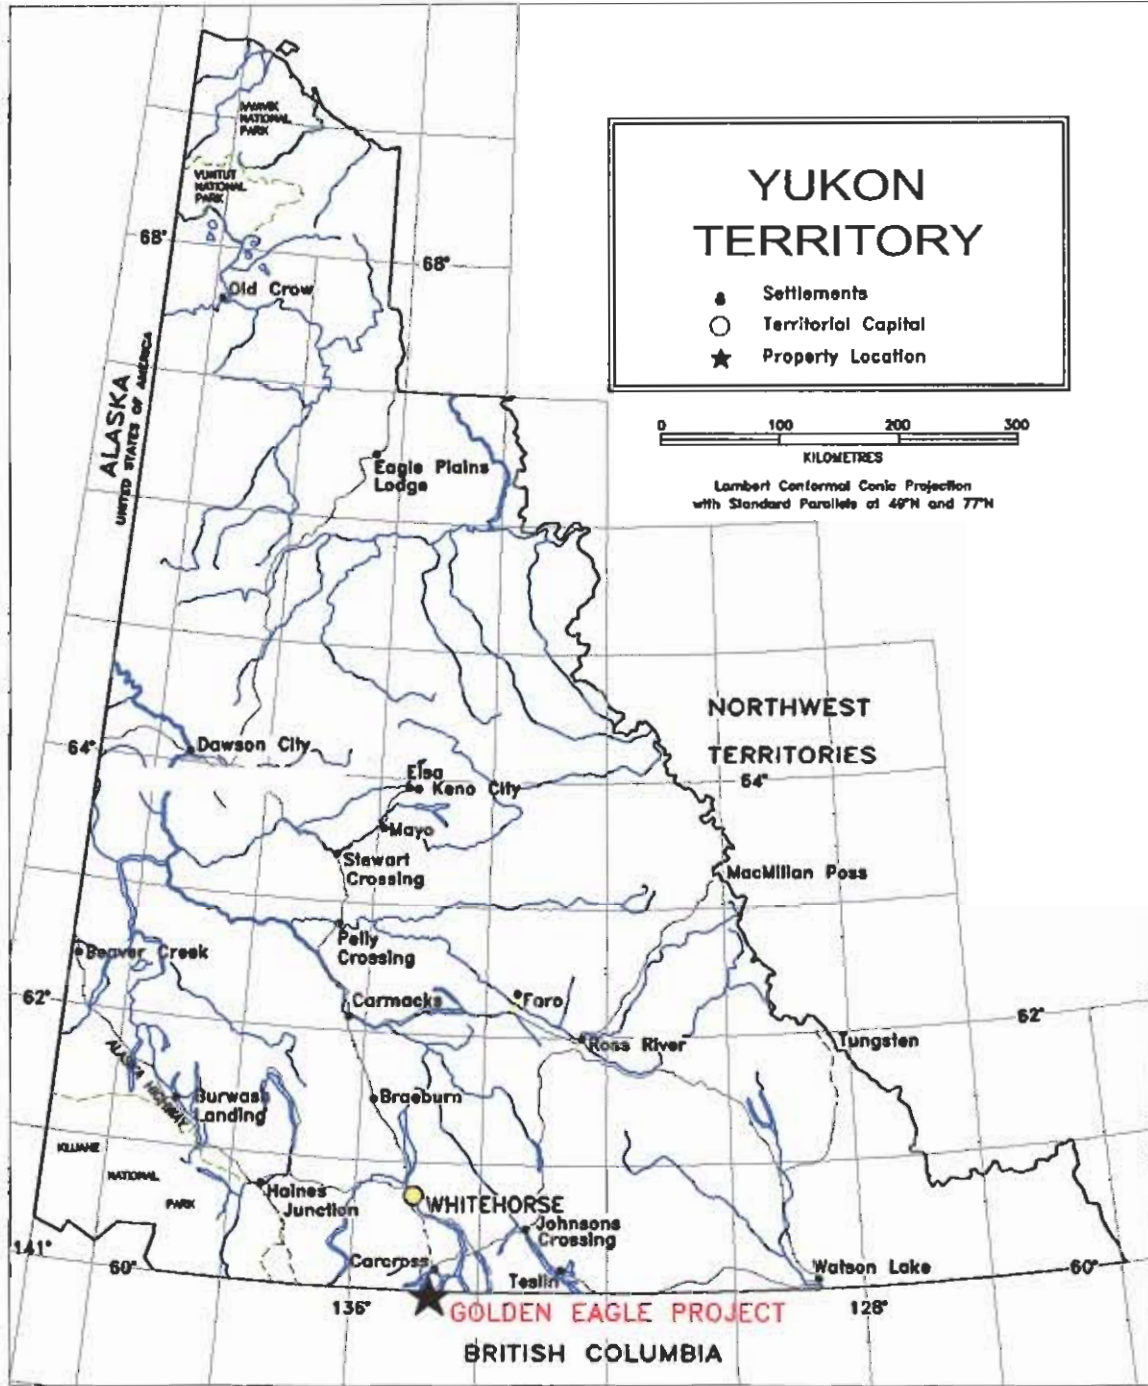 IVVAVIK
NATIONAL
PARK
VUNTUT
NATIONAL
PARK
68°
68°
Old Crow
YUKON
TERRITORY
Settlements
Territorial Capital
Property Location
0 100 200 300
KILOMETRES
Lambert Conformal Conic Projection
with Standard Parallels at 49°N and 77°N
ALASKA
UNITED STATES OF AMERICA
Eagle Plains
Lodge
NORTHWEST
TERRITORIES
64°
Dawson City
64°
Elsa
Keno City
Mayo
Stewart
Crossing
MacMillan Pass
Pelly
Crossing
Beaver Creek
62°
Carmacks
Faro
62°
Ross River
Tungsten
ALASKA HIGHWAY
Burwash
Landing
Braeburn
KLUANE
NATIONAL
PARK
Haines
Junction
WHITEHORSE
Johnsons
Crossing
141°
60°
Carcross
Teslin
Watson Lake
60°
136°
128°
GOLDEN EAGLE PROJECT
BRITISH COLUMBIA